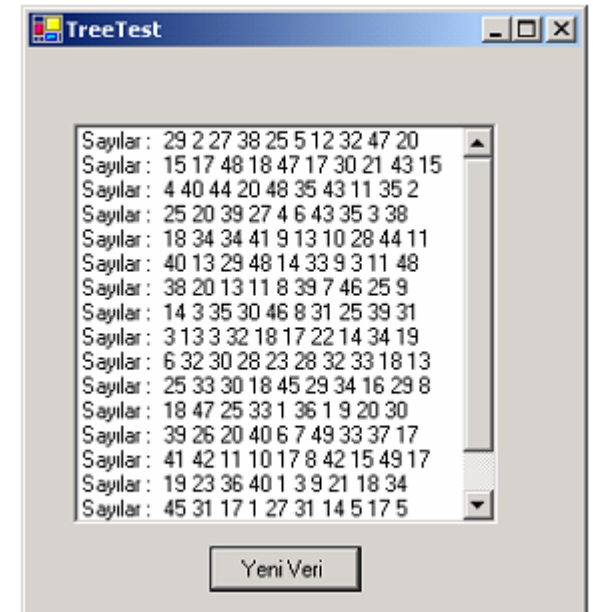 TreeTest
Sayılar : 29 2 27 38 25 5 12 32 47 20
Sayılar : 15 17 48 18 47 17 30 21 43 15
Sayılar : 4 40 44 20 48 35 43 11 35 2
Sayılar : 25 20 39 27 4 6 43 35 3 38
Sayılar : 18 34 34 41 9 13 10 28 44 11
Sayılar : 40 13 29 48 14 33 9 3 11 48
Sayılar : 38 20 13 11 8 39 7 46 25 9
Sayılar : 14 3 35 30 46 8 31 25 39 31
Sayılar : 3 13 3 32 18 17 22 14 34 19
Sayılar : 6 32 30 28 23 28 32 33 18 13
Sayılar : 25 33 30 18 45 29 34 16 29 8
Sayılar : 18 47 25 33 1 36 1 9 20 30
Sayılar : 39 26 20 40 6 7 49 33 37 17
Sayılar : 41 42 11 10 17 8 42 15 49 17
Sayılar : 19 23 36 40 1 3 9 21 18 34
Sayılar : 45 31 17 1 27 31 14 5 17 5
Yeni Veri